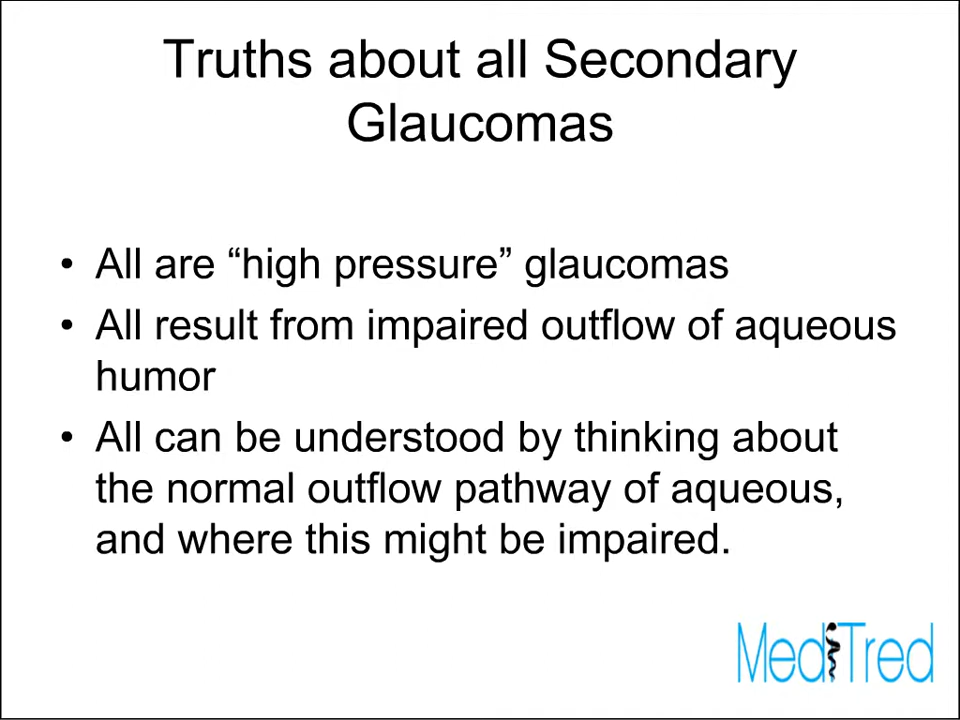 Truths about all Secondary
Glaucomas
• All are “high pressure” glaucomas
• All result from impaired outflow of aqueous
humor
• All can be understood by thinking about
the normal outflow pathway of aqueous,
and where this might be impaired.
MediTred